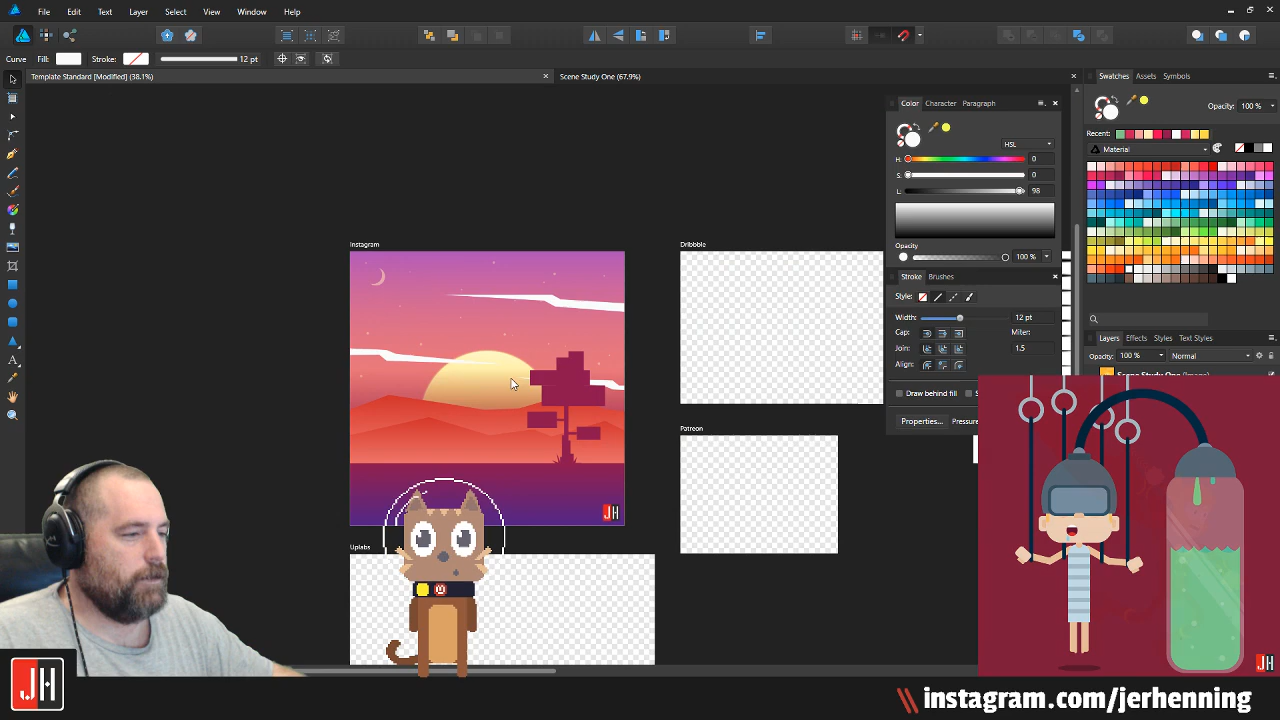 File Edit Text Layer Select View Window Help
Curve Fill: Stroke: 12 pt
Template Standard [Modified] (38.1%)
Scene Study One (67.9%)
Instagram
Dribbble
Patreon
Uplabs
JH
Color Character Paragraph
HSL
H: 0
S: 0
L: 98
Opacity
100 %
Stroke Brushes
Style:
Width: 12 pt
Cap: Miter:
Join: 1.5
Align:
Draw behind fill
Properties... Pressure
Swatches Assets Symbols
Opacity: 100 %
Recent:
Material
Layers Effects Styles Text Styles
Opacity: 100 % Normal
Scene Study One (Image)
JH
JH
\\ instagram.com/jerhenning